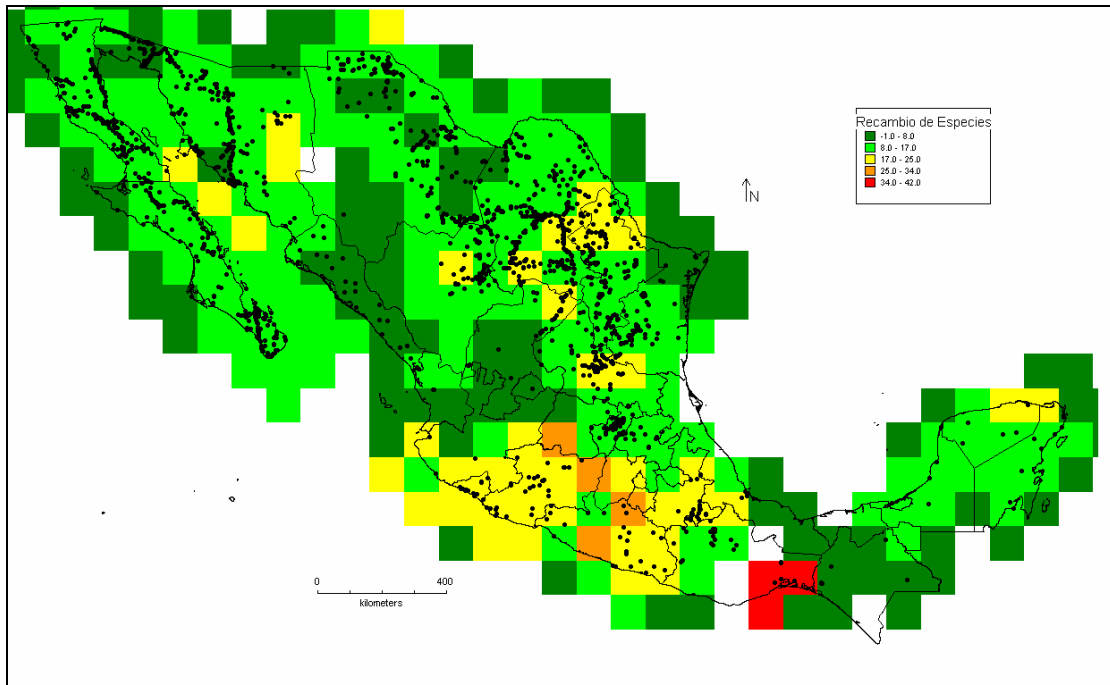 Recambio de Especies
-1.0 - 8.0
8.0 - 17.0
17.0 - 25.0
25.0 - 34.0
34.0 - 42.0
N
0 400
kilometers